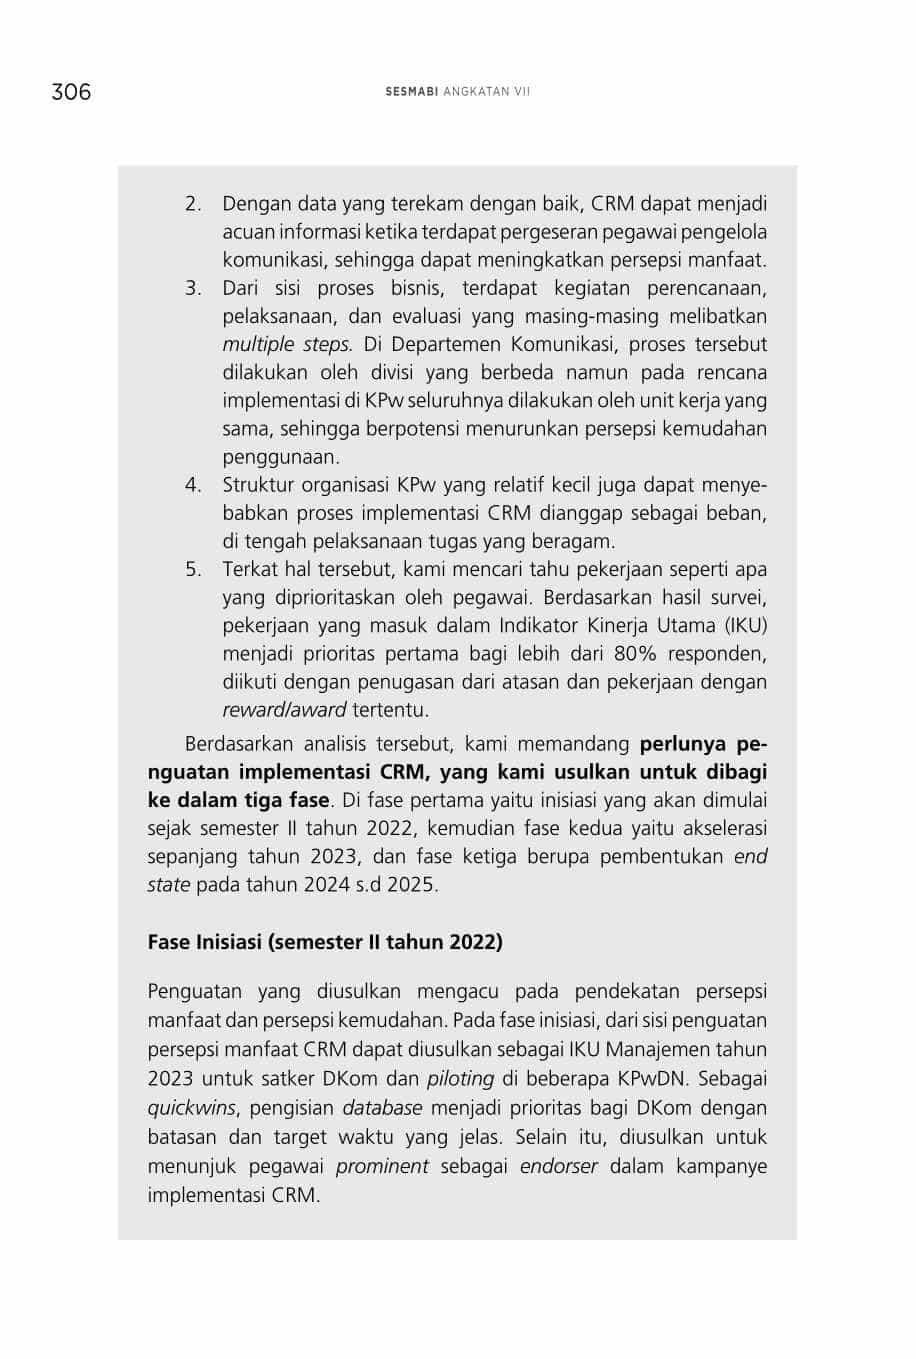 306
SESMABI ANGKATAN VII
2. Dengan data yang terekam dengan baik, CRM dapat menjadi
acuan informasi ketika terdapat pergeseran pegawai pengelola
komunikasi, sehingga dapat meningkatkan persepsi manfaat.
3. Dari sisi proses bisnis, terdapat kegiatan perencanaan,
pelaksanaan, dan evaluasi yang masing-masing melibatkan
multiple steps. Di Departemen Komunikasi, proses tersebut
dilakukan oleh divisi yang berbeda namun pada rencana
implementasi di KPw seluruhnya dilakukan oleh unit kerja yang
sama, sehingga berpotensi menurunkan persepsi kemudahan
penggunaan.
4. Struktur organisasi KPw yang relatif kecil juga dapat menye-
babkan proses implementasi CRM dianggap sebagai beban,
di tengah pelaksanaan tugas yang beragam.
5. Terkat hal tersebut, kami mencari tahu pekerjaan seperti apa
yang diprioritaskan oleh pegawai. Berdasarkan hasil survei,
pekerjaan yang masuk dalam Indikator Kinerja Utama (IKU)
menjadi prioritas pertama bagi lebih dari 80% responden,
diikuti dengan penugasan dari atasan dan pekerjaan dengan
reward/award tertentu.
Berdasarkan analisis tersebut, kami memandang perlunya pe-
nguatan implementasi CRM, yang kami usulkan untuk dibagi
ke dalam tiga fase. Di fase pertama yaitu inisiasi yang akan dimulai
sejak semester II tahun 2022, kemudian fase kedua yaitu akselerasi
sepanjang tahun 2023, dan fase ketiga berupa pembentukan end
state pada tahun 2024 s.d 2025.
Fase Inisiasi (semester II tahun 2022)
Penguatan yang diusulkan mengacu pada pendekatan persepsi
manfaat dan persepsi kemudahan. Pada fase inisiasi, dari sisi penguatan
persepsi manfaat CRM dapat diusulkan sebagai IKU Manajemen tahun
2023 untuk satker DKom dan piloting di beberapa KPwDN. Sebagai
quickwins, pengisian database menjadi prioritas bagi DKom dengan
batasan dan target waktu yang jelas. Selain itu, diusulkan untuk
menunjuk pegawai prominent sebagai endorser dalam kampanye
implementasi CRM.